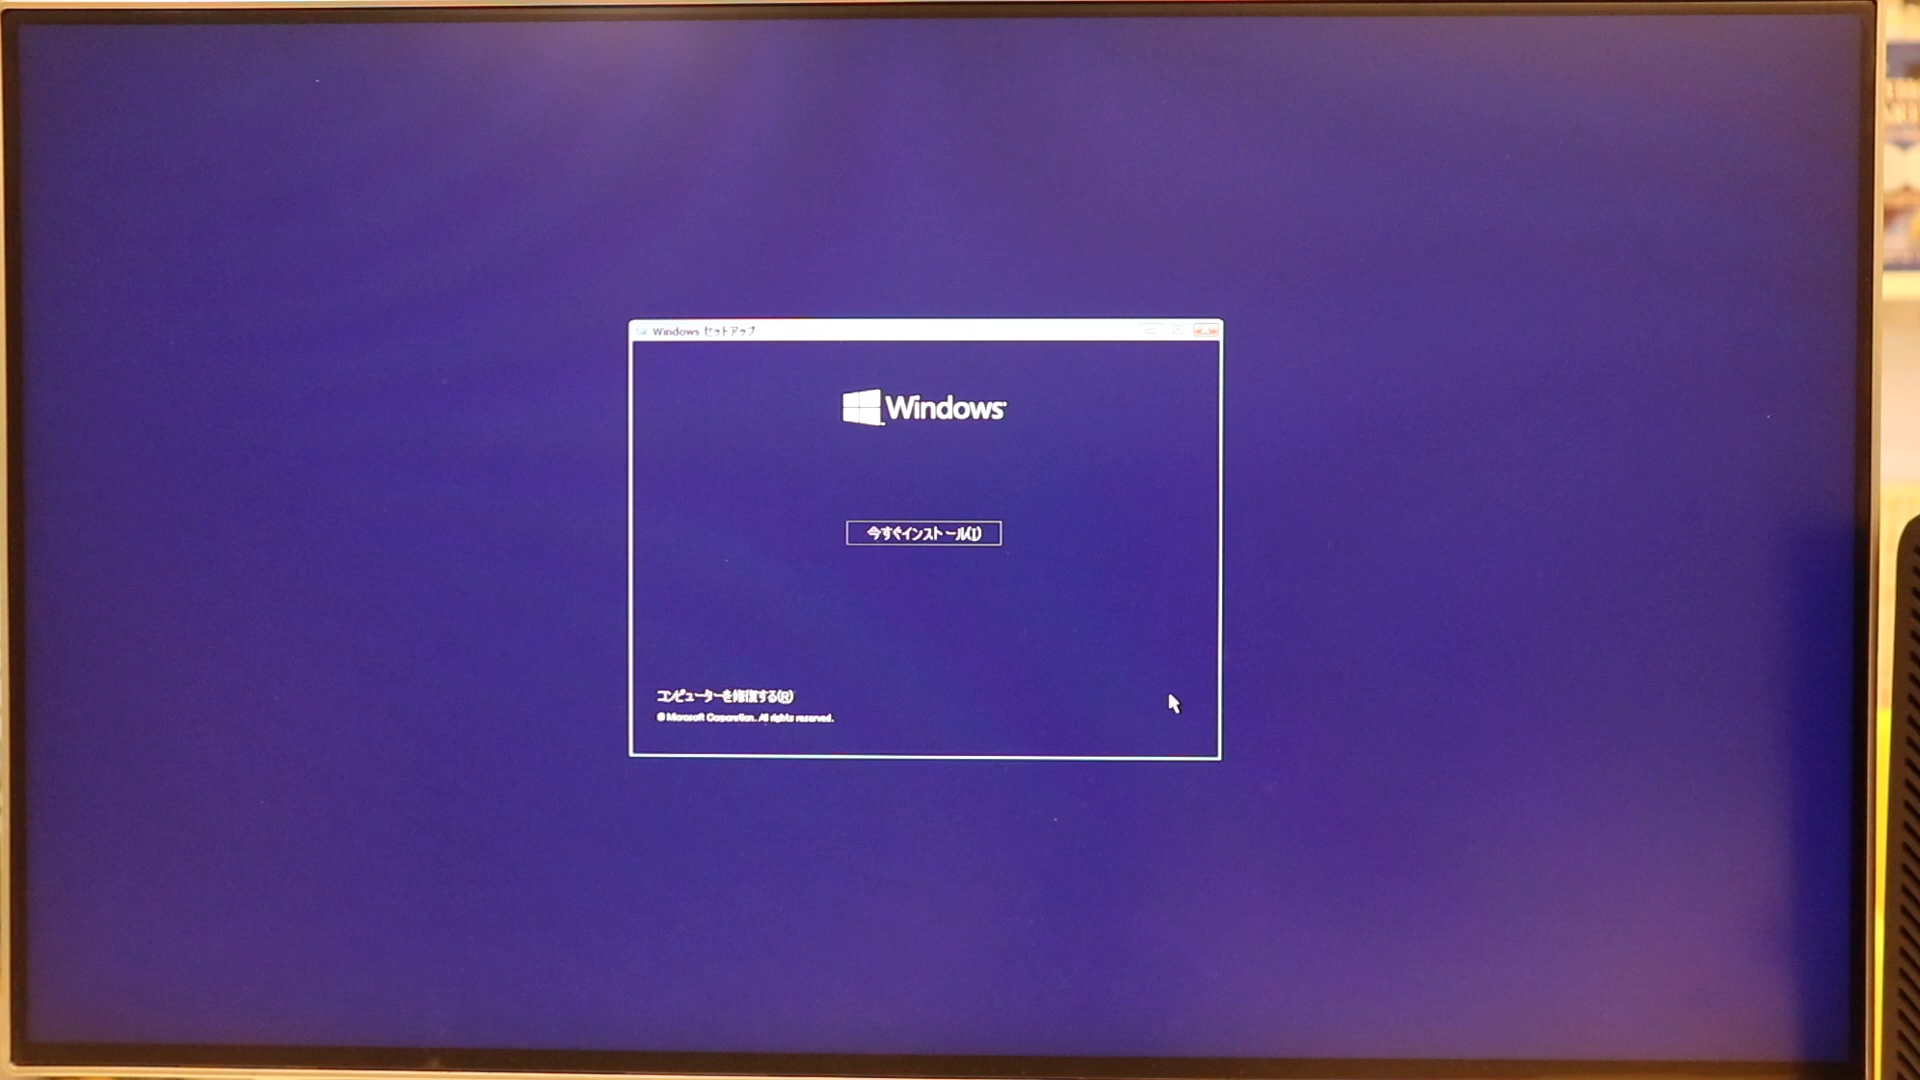 Windows セットアップ
Windows
今すぐインストール(I)
コンピューターを修復する(R)
© Microsoft Corporation. All rights reserved.